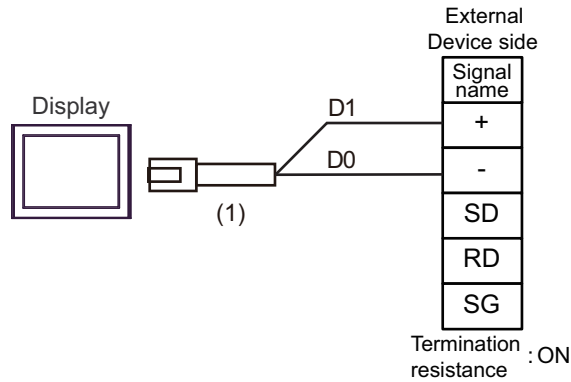 External
Device side
Signal
name
Display
D1
+
D0
-
(1)
SD
RD
SG
Termination
resistance : ON